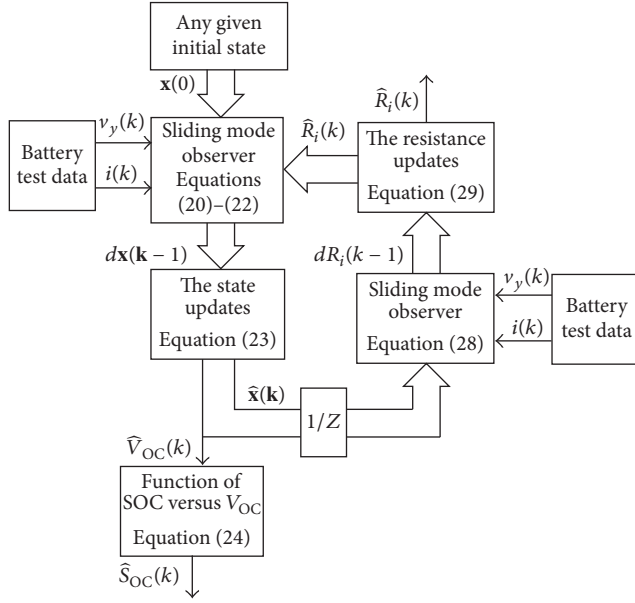 Any given
initial state
x(0)
Battery
test data
v_y(k)
i(k)
Sliding mode
observer
Equations
(20)–(22)
R̂_i(k)
R̂_i(k)
The resistance
updates
Equation (29)
dx(k − 1)
dR_i(k − 1)
The state
updates
Equation (23)
Sliding mode
observer
Equation (28)
v_y(k)
i(k)
Battery
test data
x̂(k)
1/Z
V̂_OC(k)
Function of
SOC versus V_OC
Equation (24)
Ŝ_OC(k)